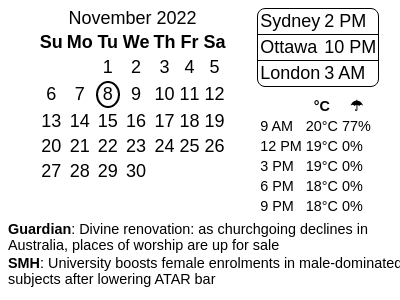 November 2022
Su Mo Tu We Th Fr Sa
1 2 3 4 5
6 7 8 9 10 11 12
13 14 15 16 17 18 19
20 21 22 23 24 25 26
27 28 29 30
Sydney 2 PM
Ottawa 10 PM
London 3 AM
°C ☂
9 AM 20°C 77%
12 PM 19°C 0%
3 PM 19°C 0%
6 PM 18°C 0%
9 PM 18°C 0%
Guardian: Divine renovation: as churchgoing declines in
Australia, places of worship are up for sale
SMH: University boosts female enrolments in male-dominated
subjects after lowering ATAR bar